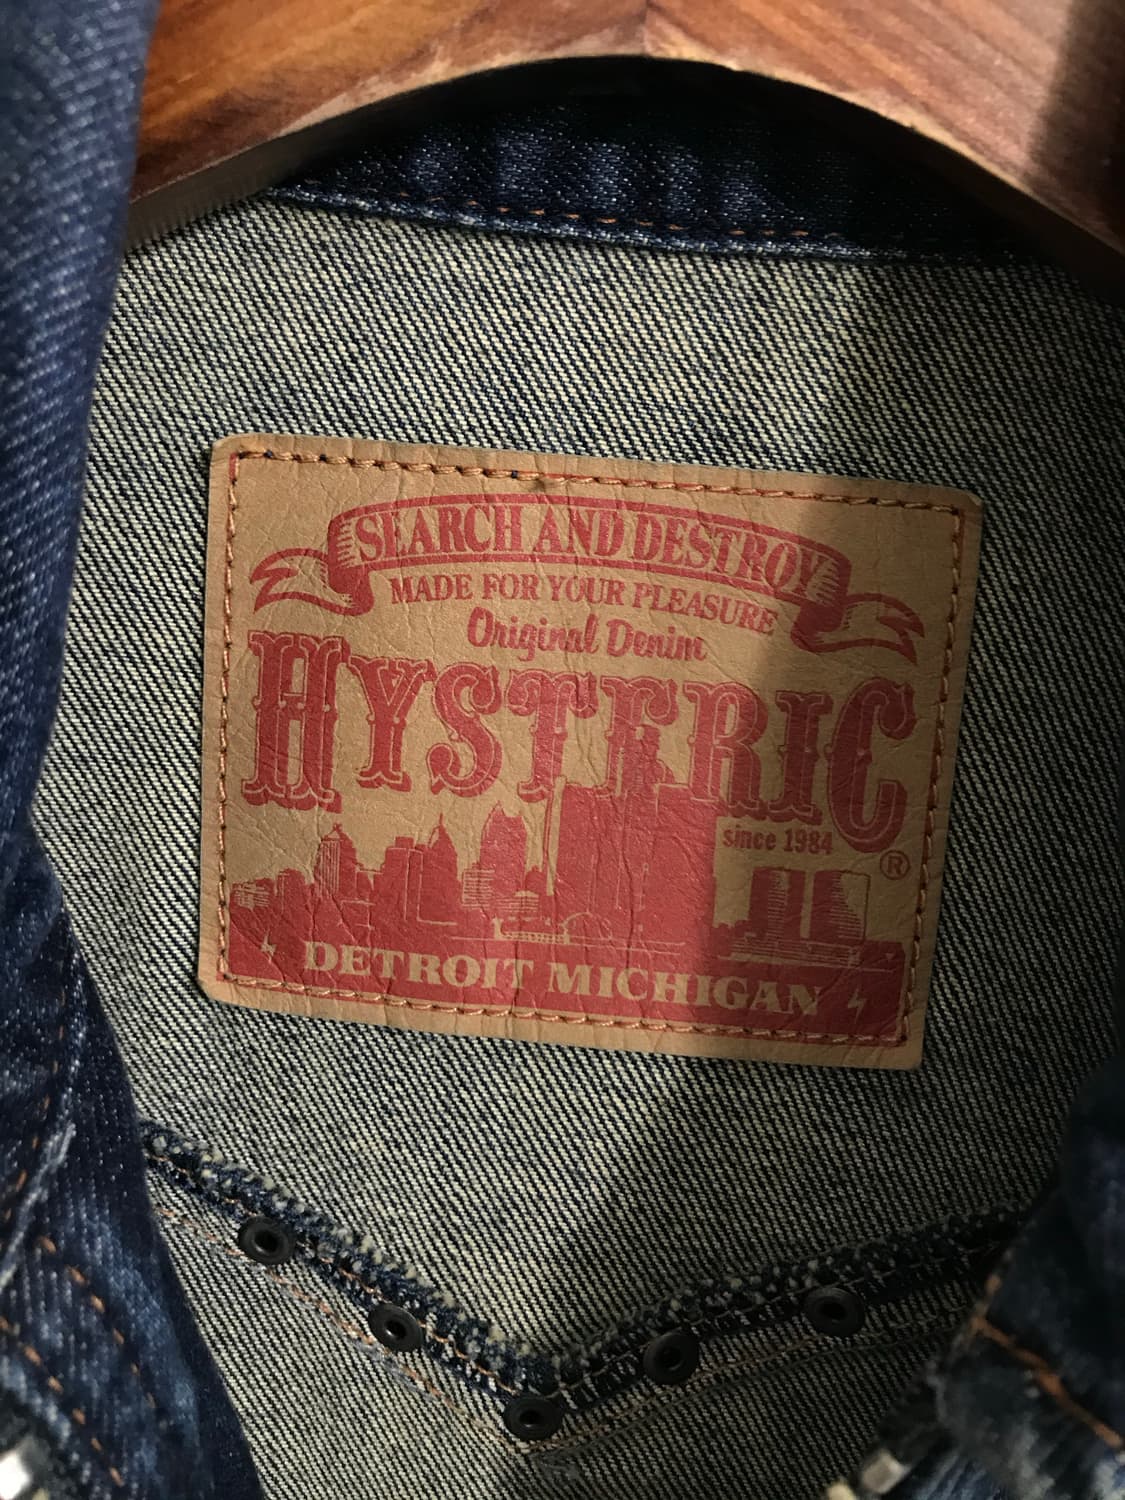 SEARCH AND DESTROY
MADE FOR YOUR PLEASURE
Original Denim
HYSTERIC
since 1984
®
DETROIT MICHIGAN